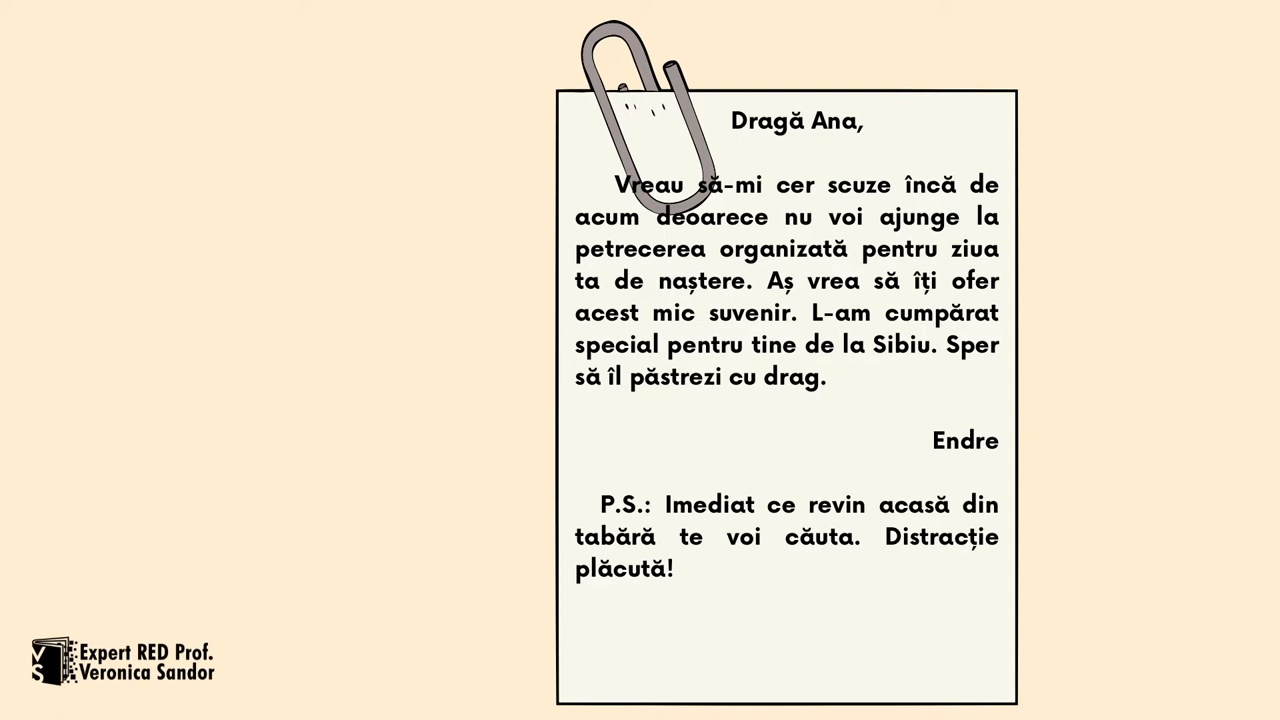 Dragă Ana,
Vreau să-mi cer scuze încă de
acum deoarece nu voi ajunge la
petrecerea organizată pentru ziua
ta de naștere. Aș vrea să îți ofer
acest mic suvenir. L-am cumpărat
special pentru tine de la Sibiu. Sper
să îl păstrezi cu drag.
Endre
P.S.: Imediat ce revin acasă din
tabără te voi căuta. Distracție
plăcută!
VS
Expert RED Prof.
Veronica Sandor